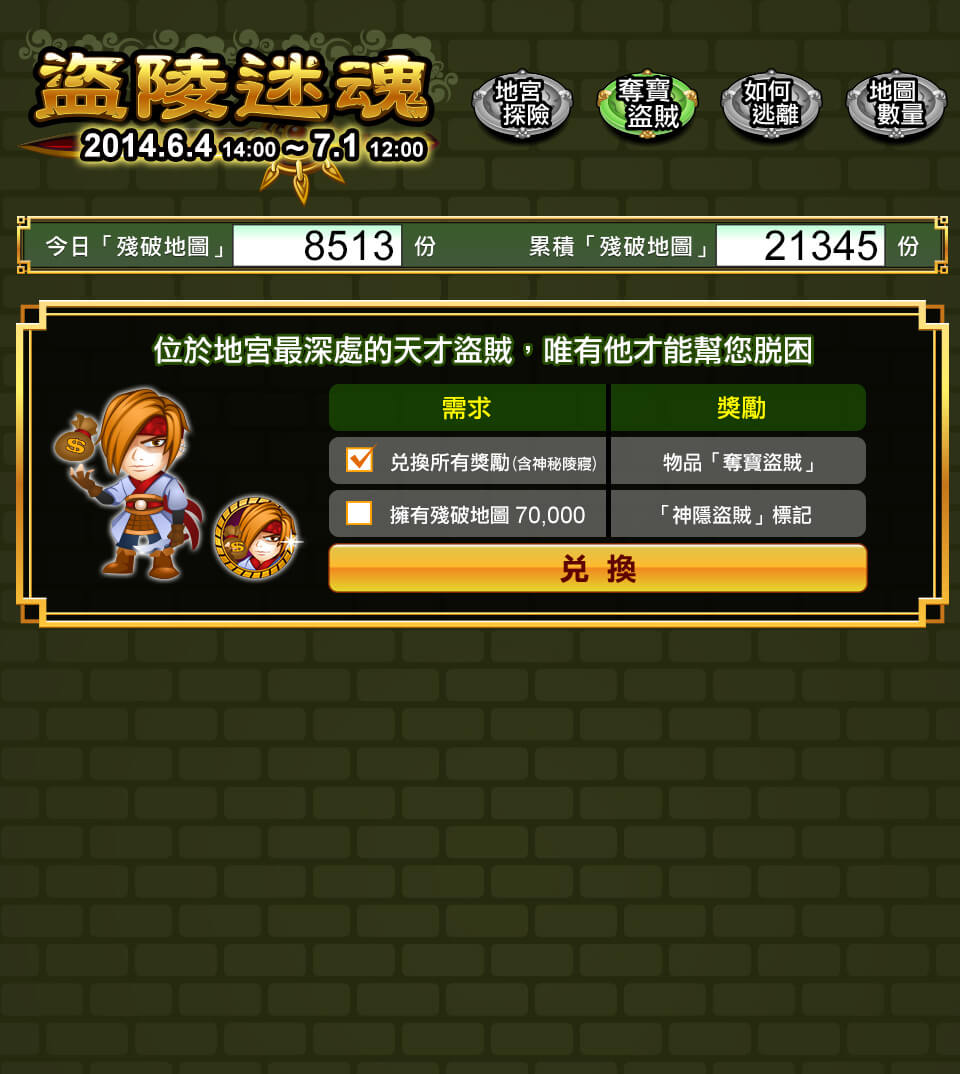 盜陵迷魂
2014.6.4 14:00 ~ 7.1 12:00
地宮
探險
奪寶
盜賊
如何
逃離
地圖
數量
今日「殘破地圖」 8513 份
累積「殘破地圖」 21345 份
位於地宮最深處的天才盜賊，唯有他才能幫您脫困
需求 獎勵
兌換所有獎勵(含神秘陵寢) 物品「奪寶盜賊」
擁有殘破地圖 70,000 「神隱盜賊」標記
兌 換